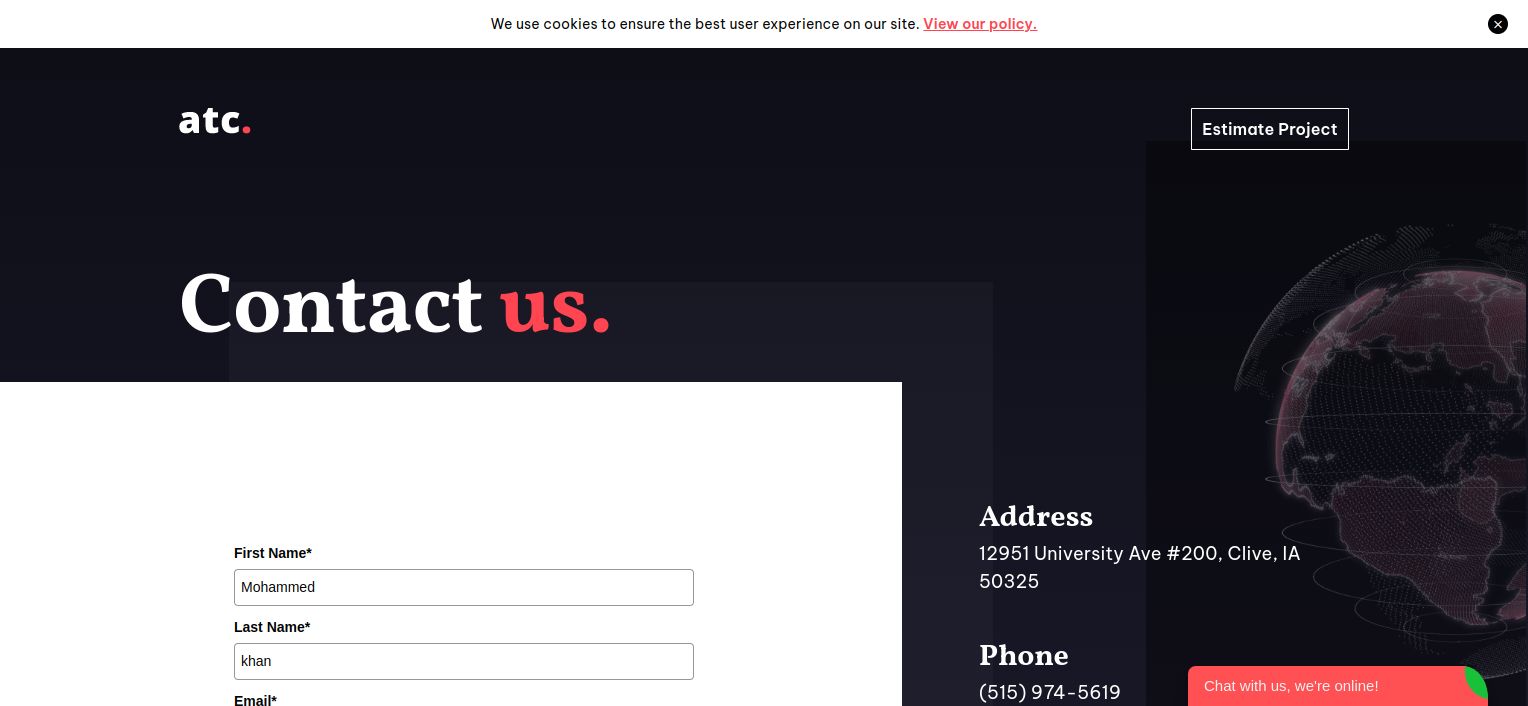 We use cookies to ensure the best user experience on our site. View our policy.
atc.
Estimate Project
Contact us.
First Name*
Mohammed
Last Name*
khan
Email*
Address
12951 University Ave #200, Clive, IA
50325
Phone
(515) 974-5619
Chat with us, we're online!